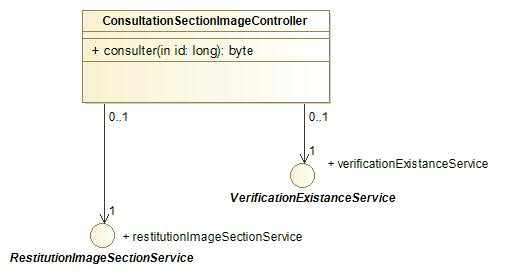 ConsultationSectionImageController
+ consulter(in id: long): byte
0..1
0..1
1
+ verificationExistanceService
VerificationExistanceService
1
+ restitutionImageSectionService
RestitutionImageSectionService